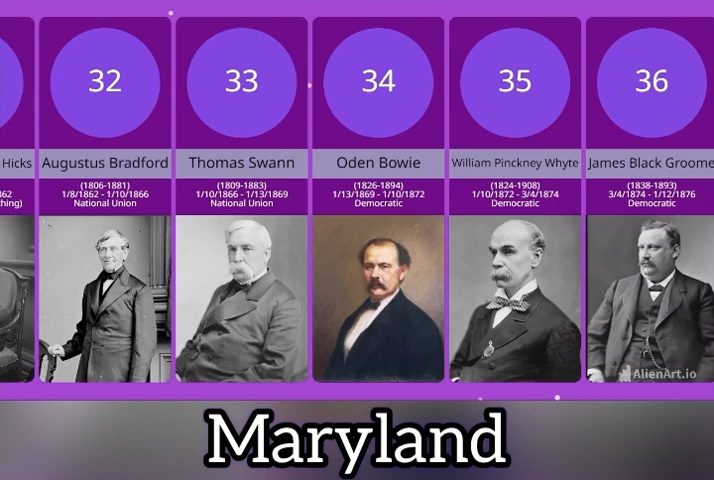 32
33
34
35
36
Hicks
Augustus Bradford
Thomas Swann
Oden Bowie
William Pinckney Whyte
James Black Groome
(1806-1881)
(1809-1883)
(1826-1894)
(1824-1908)
(1838-1893)
862
1/8/1862 - 1/10/1866
1/10/1866 - 1/13/1869
1/13/1869 - 1/10/1872
1/10/1872 - 3/4/1874
3/4/1874 - 1/12/1876
thing)
National Union
National Union
Democratic
Democratic
Democratic
AlienArt.io
Maryland